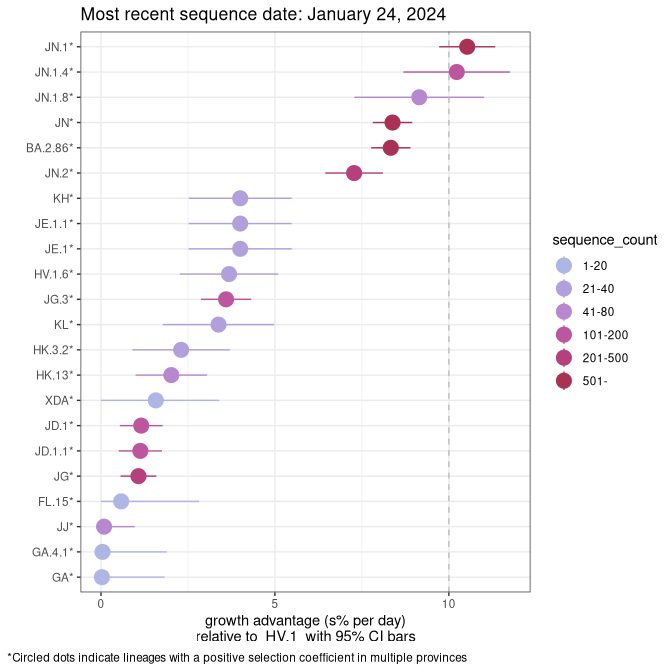 Most recent sequence date: January 24, 2024
JN.1*
JN.1.4*
JN.1.8*
JN*
BA.2.86*
JN.2*
KH*
JE.1.1*
JE.1*
HV.1.6*
JG.3*
KL*
HK.3.2*
HK.13*
XDA*
JD.1*
JD.1.1*
JG*
FL.15*
JJ*
GA.4.1*
GA*
0 5 10
growth advantage (s% per day)
relative to HV.1 with 95% CI bars
sequence_count
1-20
21-40
41-80
101-200
201-500
501-
*Circled dots indicate lineages with a positive selection coefficient in multiple provinces